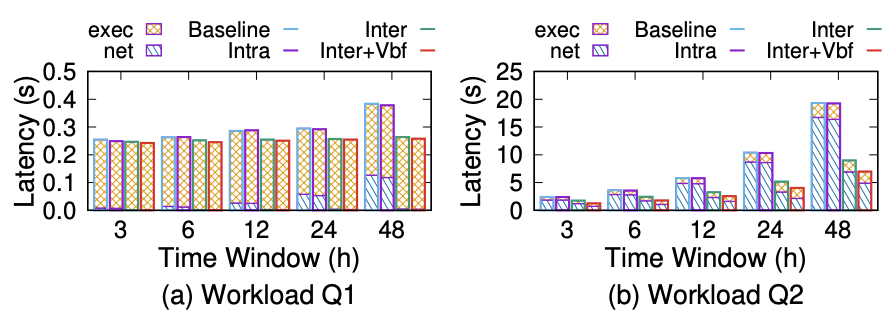 exec Baseline Inter
net Intra Inter+Vbf
Latency (s)
0.5
0.4
0.3
0.2
0.1
0.0
3 6 12 24 48
Time Window (h)
(a) Workload Q1
exec Baseline Inter
net Intra Inter+Vbf
Latency (s)
25
20
15
10
5
0
3 6 12 24 48
Time Window (h)
(b) Workload Q2